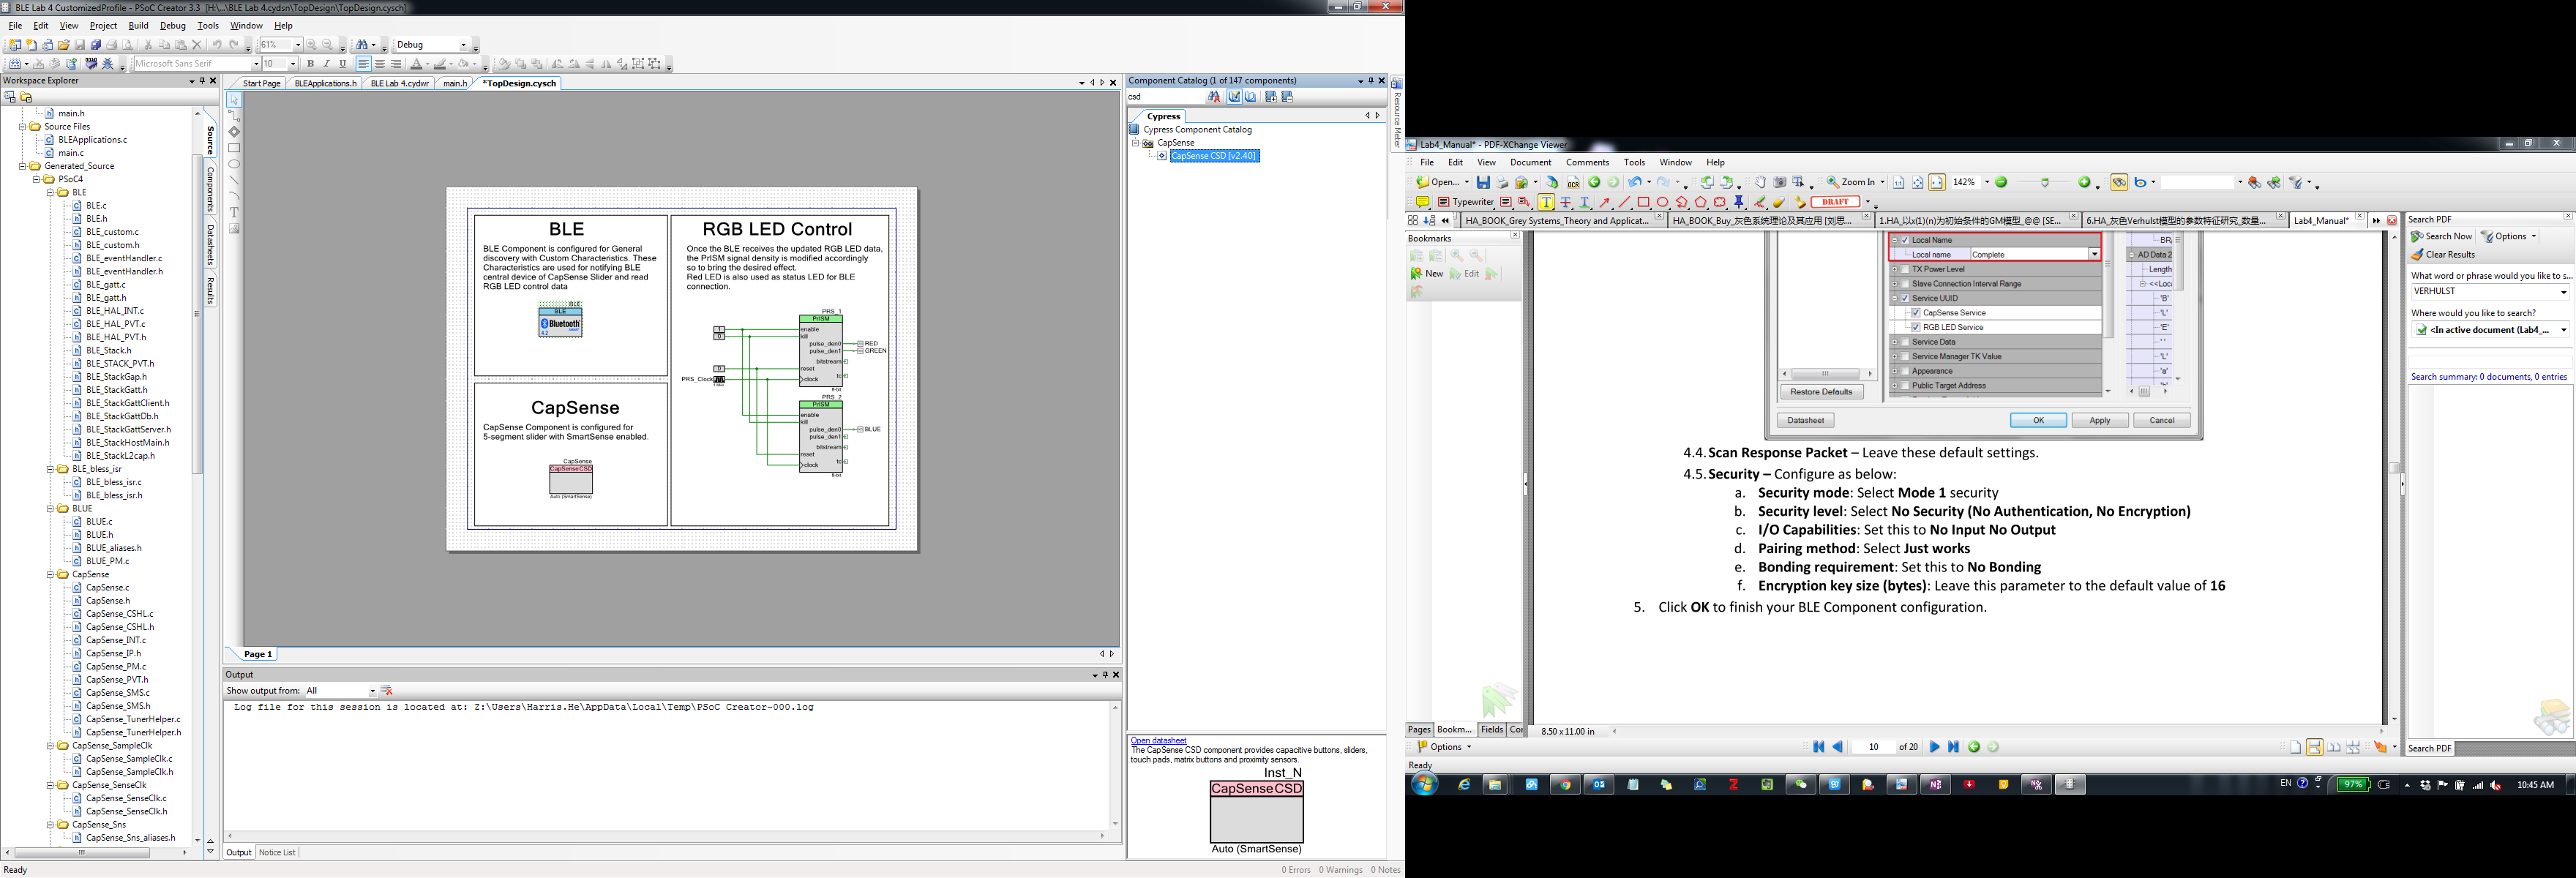 BLE Lab 4 CustomizedProfile - PSoC Creator 3.3 [H:\...\BLE Lab 4.cydsn\TopDesign\TopDesign.cysch]
File Edit View Project Build Debug Tools Window Help
61% Debug
Microsoft Sans Serif 10
Workspace Explorer
main.h
Source Files
BLEApplications.c
main.c
Generated_Source
PSoC4
BLE
BLE.c
BLE.h
BLE_custom.c
BLE_custom.h
BLE_eventHandler.c
BLE_eventHandler.h
BLE_gatt.c
BLE_gatt.h
BLE_HAL_INT.c
BLE_HAL_PVT.c
BLE_HAL_PVT.h
BLE_Stack.h
BLE_STACK_PVT.h
BLE_StackGap.h
BLE_StackGatt.h
BLE_StackGattClient.h
BLE_StackGattDb.h
BLE_StackGattServer.h
BLE_StackHostMain.h
BLE_StackL2cap.h
BLE_bless_isr
BLE_bless_isr.c
BLE_bless_isr.h
BLUE
BLUE.c
BLUE.h
BLUE_aliases.h
BLUE_PM.c
CapSense
CapSense.c
CapSense.h
CapSense_CSHL.c
CapSense_CSHL.h
CapSense_INT.c
CapSense_IP.h
CapSense_PM.c
CapSense_PVT.h
CapSense_SMS.c
CapSense_SMS.h
CapSense_TunerHelper.c
CapSense_TunerHelper.h
CapSense_SampleClk
CapSense_SampleClk.c
CapSense_SampleClk.h
CapSense_SenseClk
CapSense_SenseClk.c
CapSense_SenseClk.h
CapSense_Sns
CapSense_Sns_aliases.h
Source
Components
Datasheets
Results
Start Page BLEApplications.h BLE Lab 4.cydwr main.h *TopDesign.cysch
BLE
BLE Component is configured for General
discovery with Custom Characteristics. These
Characteristics are used for notifying BLE
central device of CapSense Slider and read
RGB LED control data
BLE
BLE
Bluetooath
4.2
CapSense
CapSense Component is configured for
5-segment slider with SmartSense enabled.
CapSense
CapSense CSD
Auto (SmartSense)
RGB LED Control
Once the BLE receives the updated RGB LED data,
the PrISM signal density is modified accordingly
so to bring the desired effect.
Red LED is also used as status LED for BLE
connection.
PRS_1
PrISM
1 enable
0 kill
pulse_den0 RED
pulse_den1 GREEN
bitstream
0 reset tc
PRS_Clock clock
8-bit
PRS_2
PrISM
enable
kill
pulse_den0 BLUE
pulse_den1
bitstream
reset tc
clock
8-bit
Page 1
Output
Show output from: All
Log file for this session is located at: Z:\Users\Harris.He\AppData\Local\Temp\PSoC Creator-000.log
Output Notice List
Ready
0 Errors 0 Warnings 0 Notes
Component Catalog (1 of 147 components)
csd
Cypress
Cypress Component Catalog
CapSense
CapSense CSD [v2.40]
Open datasheet
The CapSense CSD component provides capacitive buttons, sliders,
touch pads, matrix buttons and proximity sensors.
Inst_N
CapSense CSD
Auto (SmartSense)
Resource Meter
Lab4_Manual* - PDF-XChange Viewer
File Edit View Document Comments Tools Window Help
Open... OCR Zoom In 142%
Typewriter DRAFT
HA_BOOK_Grey Systems_Theory and Applicat... HA_BOOK_Buy_灰色系统理论及其应用 [刘思... 1.HA_以x(1)(n)为初始条件的GM模型_@@ [SE... 6.HA_灰色Verhulst模型的参数特征研究_数量... Lab4_Manual*
Bookmarks
New Edit
Local Name
Local name Complete
TX Power Level
Slave Connection Interval Range
Service UUID
CapSense Service
RGB LED Service
Service Data
Service Manager TK Value
Appearance
Public Target Address
AD Data 2
Length
'B'
'L'
'E'
' '
'L'
'a'
Restore Defaults
Datasheet OK Apply Cancel
4.4. Scan Response Packet – Leave these default settings.
4.5. Security – Configure as below:
a. Security mode: Select Mode 1 security
b. Security level: Select No Security (No Authentication, No Encryption)
c. I/O Capabilities: Set this to No Input No Output
d. Pairing method: Select Just works
e. Bonding requirement: Set this to No Bonding
f. Encryption key size (bytes): Leave this parameter to the default value of 16
5. Click OK to finish your BLE Component configuration.
Pages Bookm... Fields
8.50 x 11.00 in
Options 10 of 20
Ready
Search PDF
Search Now Options
Clear Results
What word or phrase would you like to s...
VERHULST
Where would you like to search?
<In active document (Lab4_...
Search summary: 0 documents, 0 entries
Search PDF
EN 97% 10:45 AM